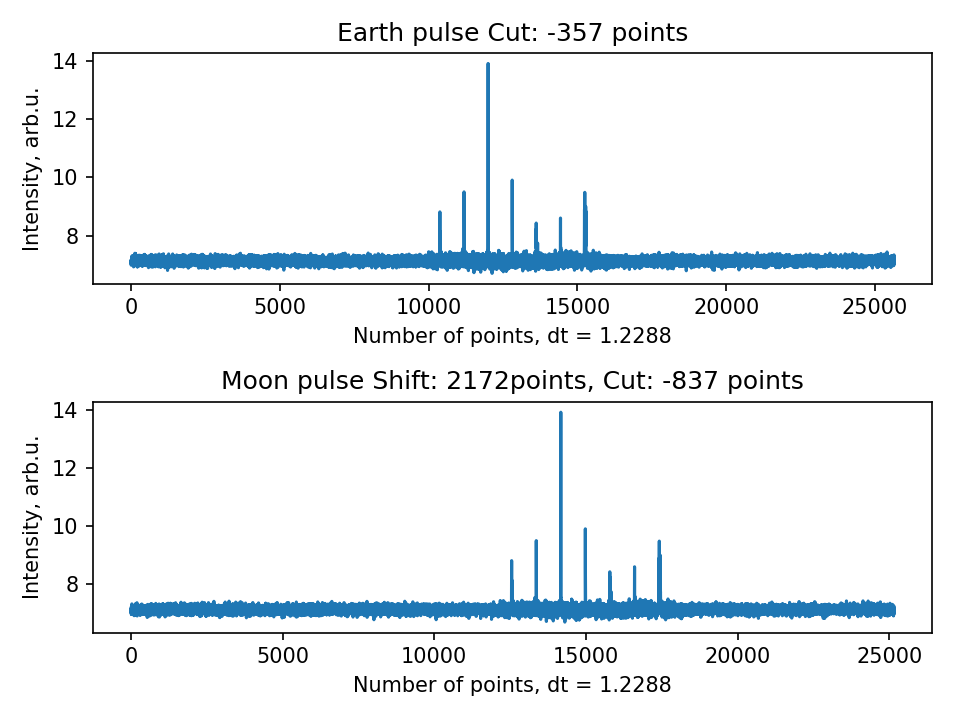 Earth pulse Cut: -357 points
14
12
10
8
Intensity, arb.u.
0 5000 10000 15000 20000 25000
Number of points, dt = 1.2288
Moon pulse Shift: 2172points, Cut: -837 points
14
12
10
8
Intensity, arb.u.
0 5000 10000 15000 20000 25000
Number of points, dt = 1.2288